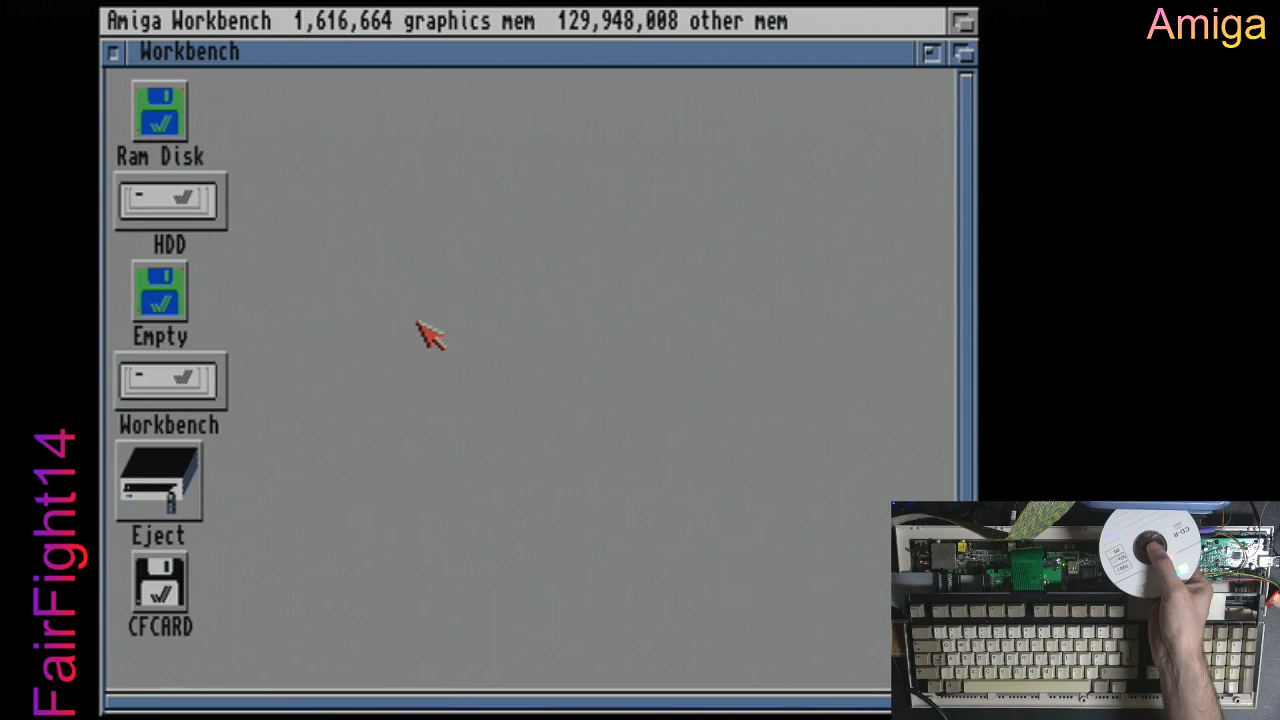 Amiga Workbench 1,616,664 graphics mem 129,948,008 other mem
Amiga
Workbench
Ram Disk
HDD
Empty
Workbench
Eject
CFCARD
FairFight14
CD-R